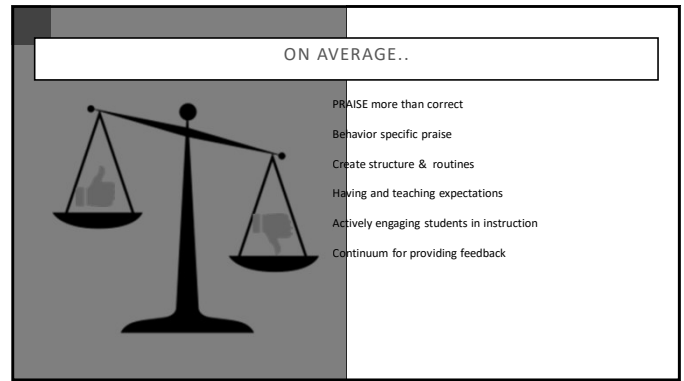 ON AVERAGE..
PRAISE more than correct
Behavior specific praise
Create structure & routines
Having and teaching expectations
Actively engaging students in instruction
Continuum for providing feedback